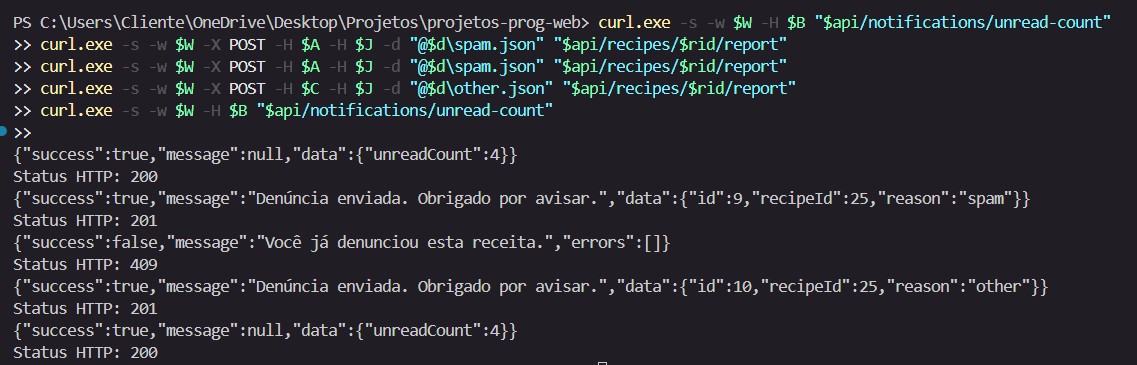 PS C:\Users\Cliente\OneDrive\Desktop\Projetos\projetos-prog-web> curl.exe -s -w $W -H $B "$api/notifications/unread-count"
>> curl.exe -s -w $W -X POST -H $A -H $J -d "@$d\spam.json" "$api/recipes/$rid/report"
>> curl.exe -s -w $W -X POST -H $A -H $J -d "@$d\spam.json" "$api/recipes/$rid/report"
>> curl.exe -s -w $W -X POST -H $C -H $J -d "@$d\other.json" "$api/recipes/$rid/report"
>> curl.exe -s -w $W -H $B "$api/notifications/unread-count"
>>
{"success":true,"message":null,"data":{"unreadCount":4}}
Status HTTP: 200
{"success":true,"message":"Denúncia enviada. Obrigado por avisar.","data":{"id":9,"recipeId":25,"reason":"spam"}}
Status HTTP: 201
{"success":false,"message":"Você já denunciou esta receita.","errors":[]}
Status HTTP: 409
{"success":true,"message":"Denúncia enviada. Obrigado por avisar.","data":{"id":10,"recipeId":25,"reason":"other"}}
Status HTTP: 201
{"success":true,"message":null,"data":{"unreadCount":4}}
Status HTTP: 200